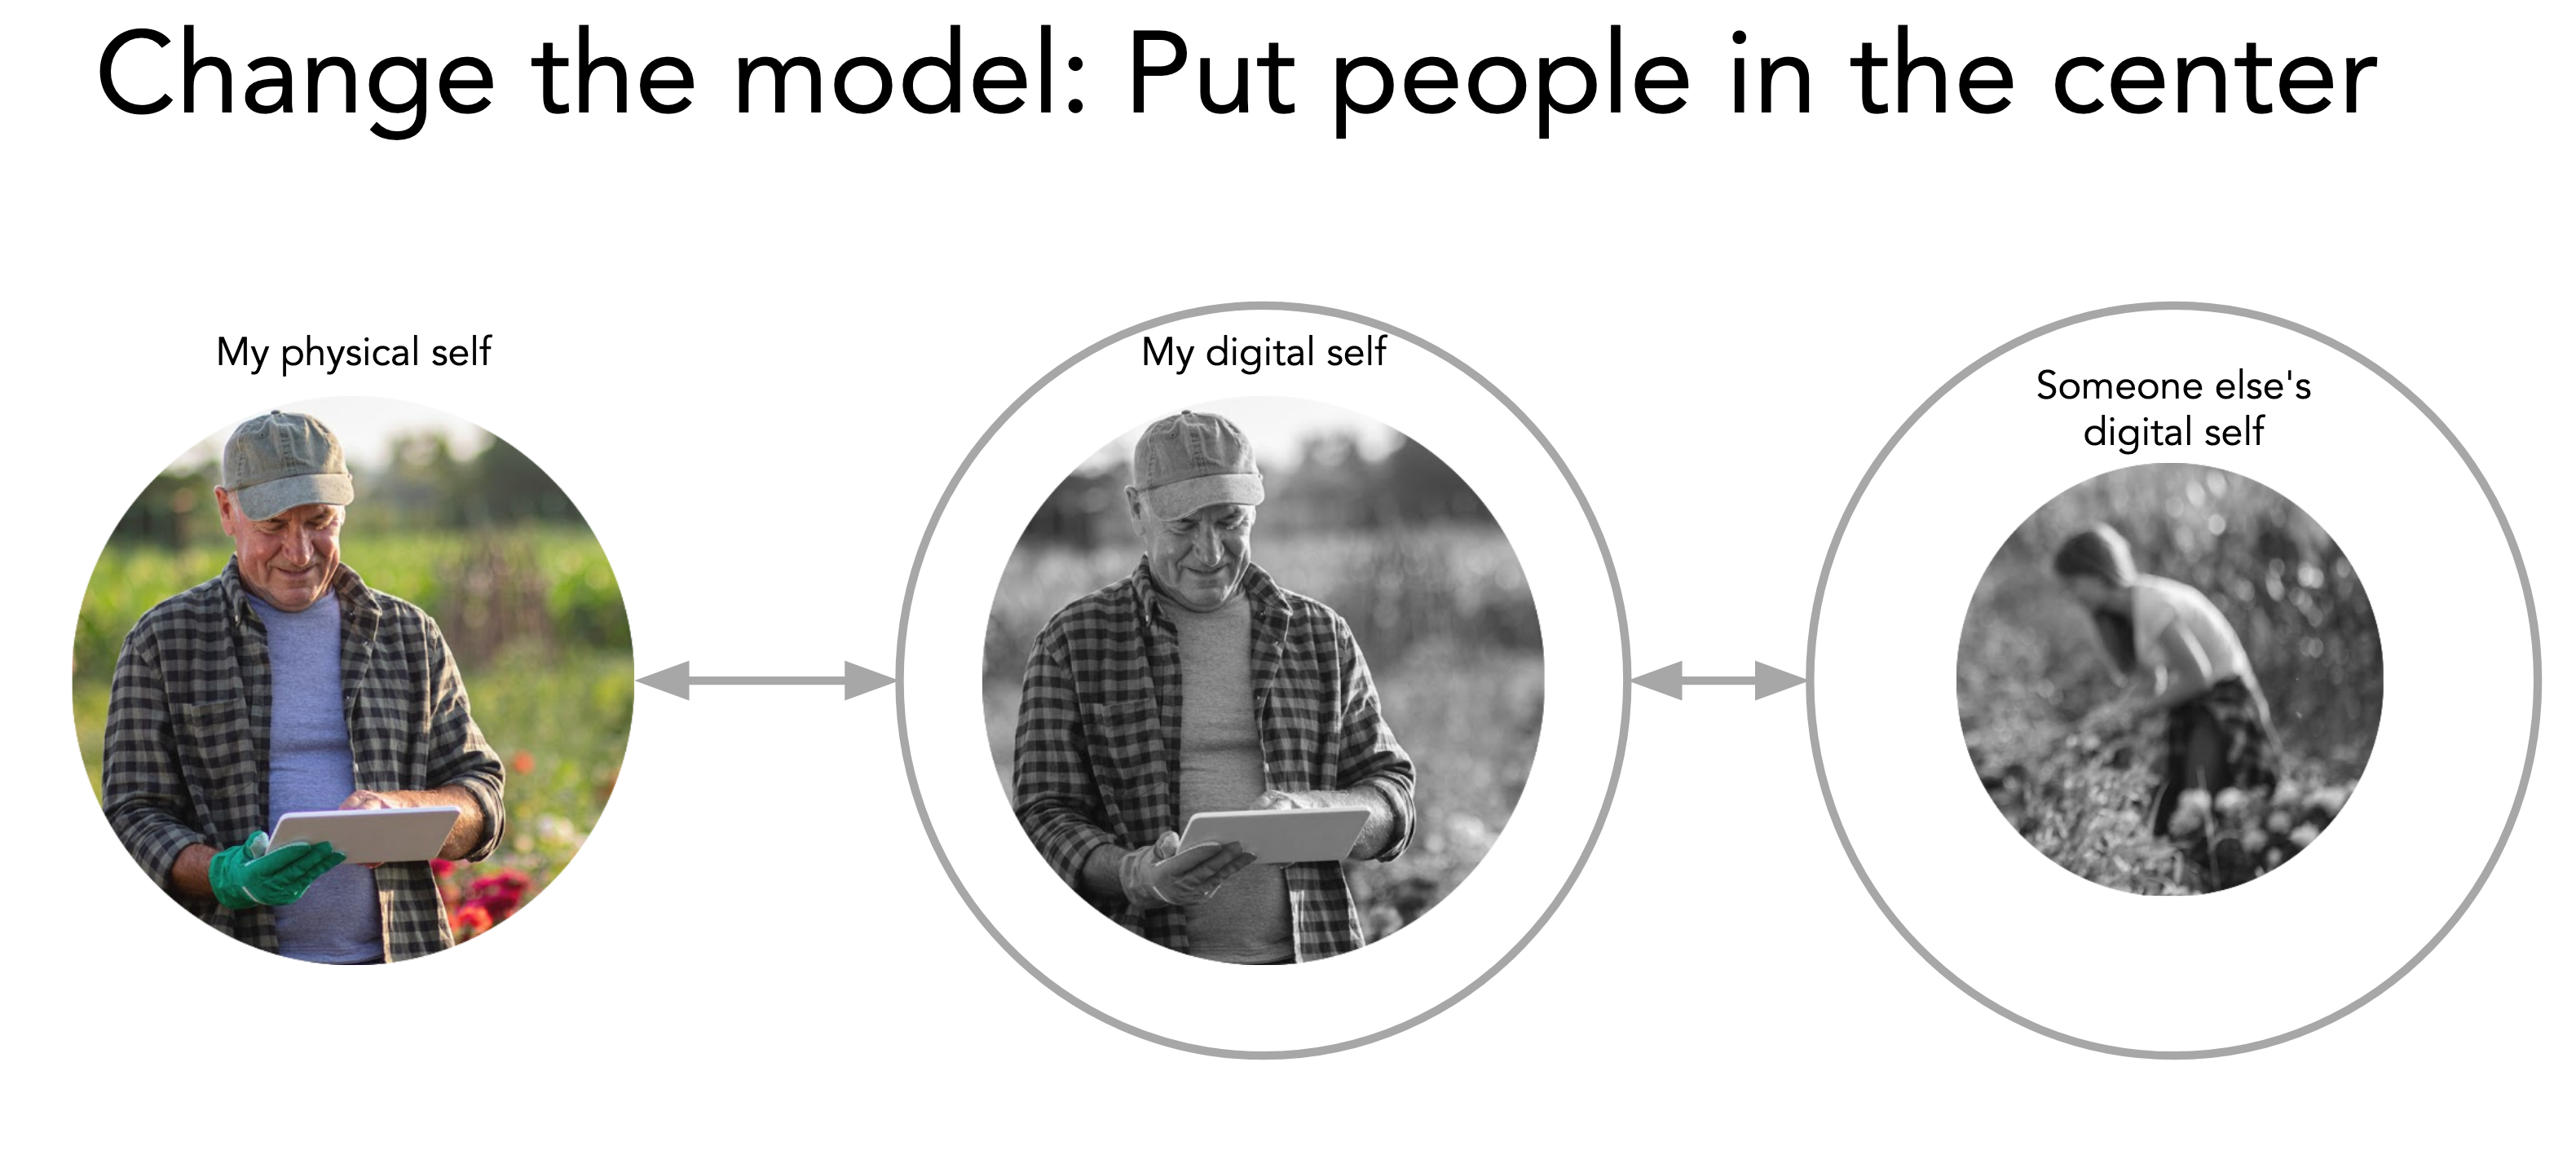 Change the model: Put people in the center
My physical self
My digital self
Someone else's
digital self